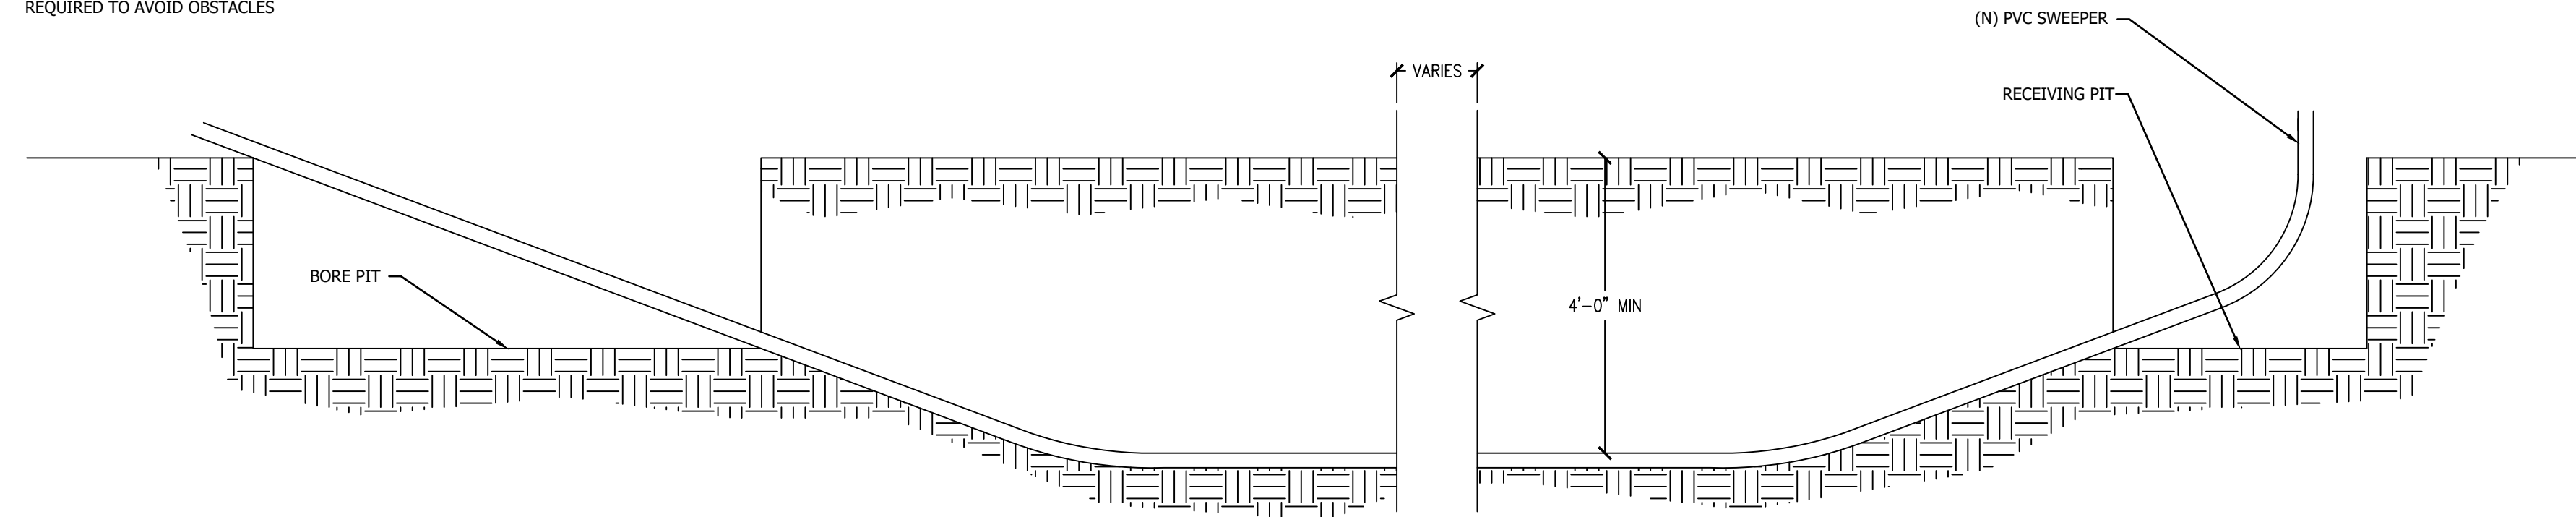 REQUIRED TO AVOID OBSTACLES
(N) PVC SWEEPER
VARIES
RECEIVING PIT
BORE PIT
4'-0" MIN